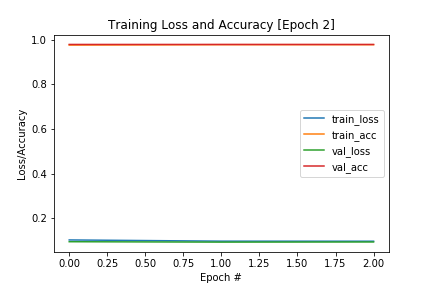 Training Loss and Accuracy [Epoch 2]
1.0
0.8
0.6
0.4
0.2
Loss/Accuracy
train_loss
train_acc
val_loss
val_acc
0.00 0.25 0.50 0.75 1.00 1.25 1.50 1.75 2.00
Epoch #